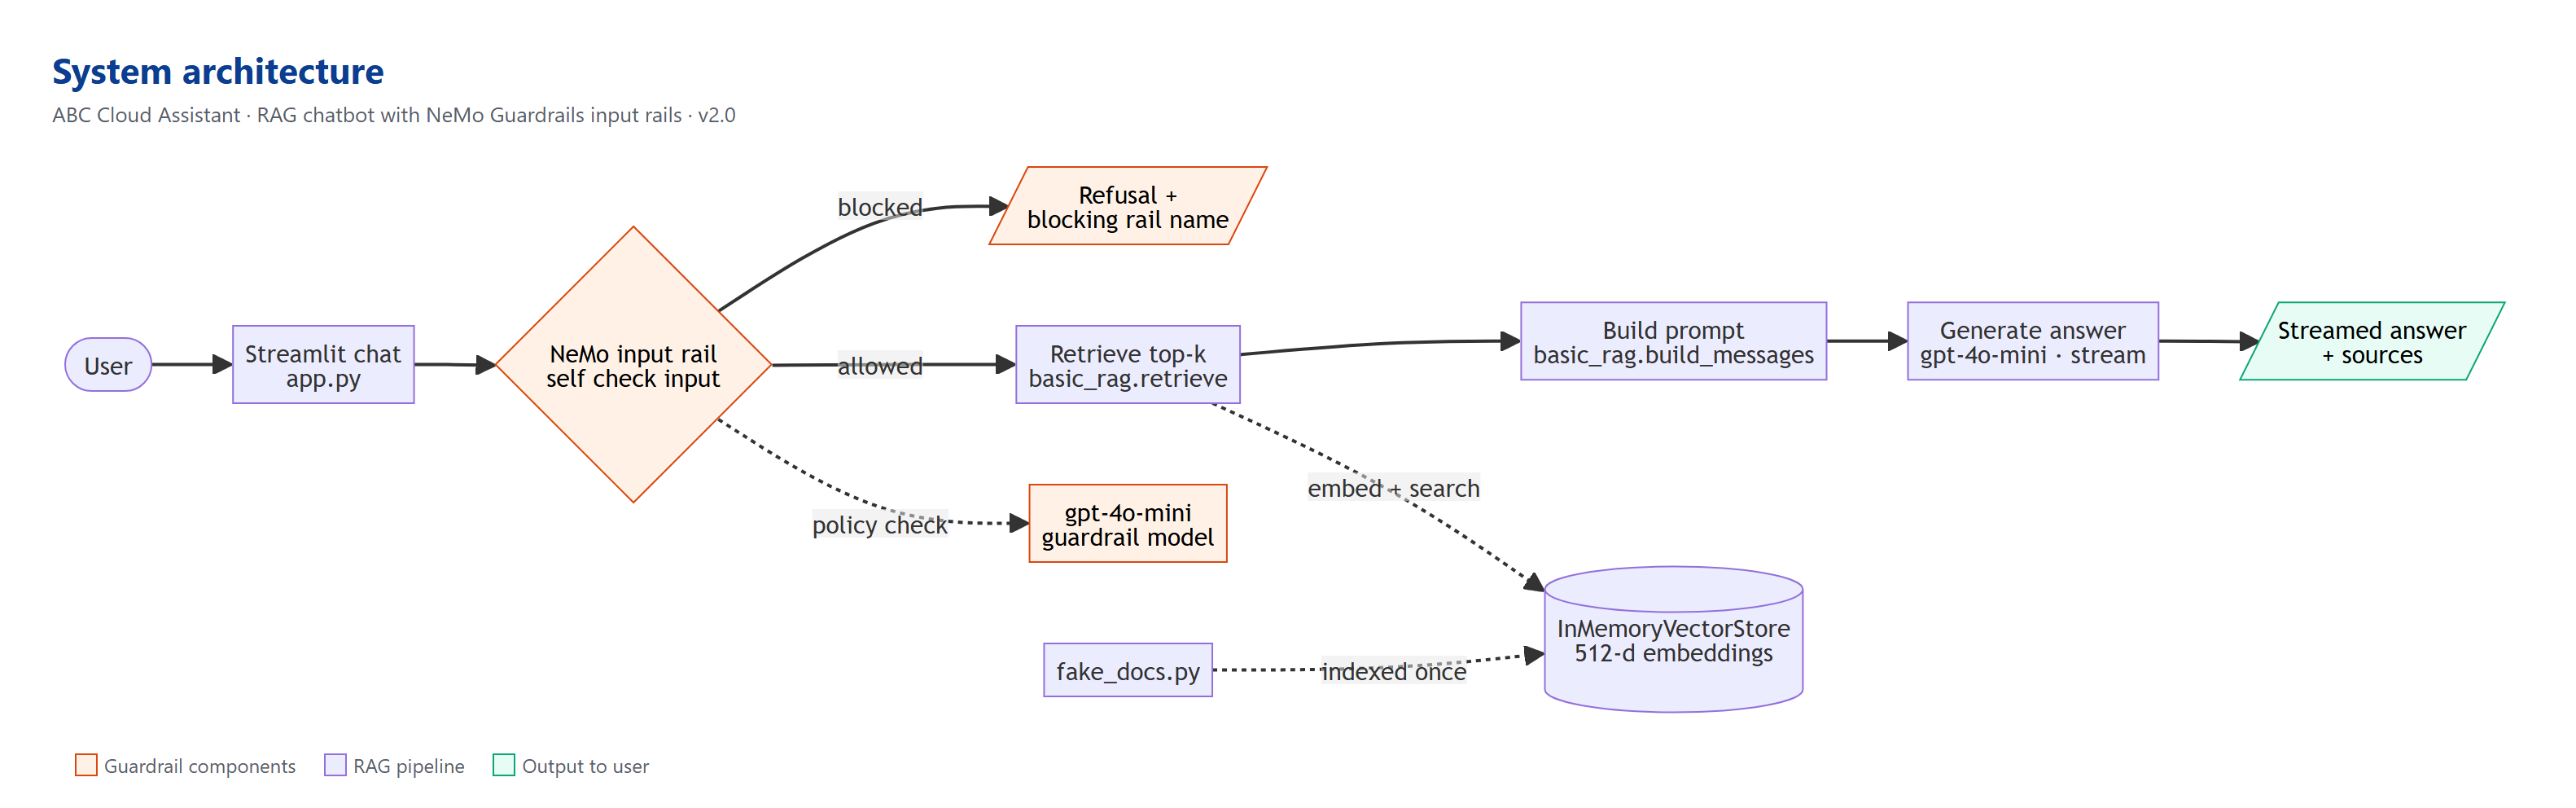 System architecture
ABC Cloud Assistant · RAG chatbot with NeMo Guardrails input rails · v2.0
User
Streamlit chat
app.py
NeMo input rail
self check input
blocked
Refusal +
blocking rail name
allowed
Retrieve top-k
basic_rag.retrieve
Build prompt
basic_rag.build_messages
Generate answer
gpt-4o-mini · stream
Streamed answer
+ sources
policy check
gpt-4o-mini
guardrail model
embed + search
fake_docs.py
indexed once
InMemoryVectorStore
512-d embeddings
Guardrail components
RAG pipeline
Output to user